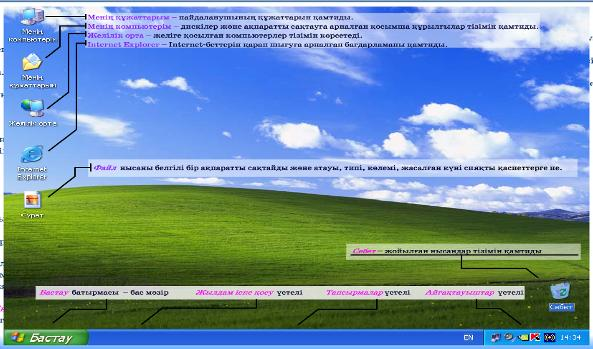 Менің құжаттарым – пайдаланушының құжаттарын қамтиды.
Менің компьютерім – дискілер және ақпаратты сақтауға арналған қосымша құрылғылар тізімін қамтиды.
Желілік орта – желіге қосылған компьютерлер тізімін көрсетеді.
Internet Explorer – Internet-беттерін қарап шығуға арналған бағдарламаны қамтиды.
Менің компьютерім
Менің құжаттарым
Желілік орта
Internet Explorer
Сурет
Файл нысаны белгілі бір ақпаратты сақтайды және атауы, типі, көлемі, жасалған күні сияқты қасиеттерге ие.
Себет – жойылған нысандар тізімін қамтиды
Бастау батырмасы – бас мәзір
Жылдам іске қосу үстелі
Тапсырмалар үстелі
Айғақтауыштар үстелі
Себет
Бастау
EN
14:34